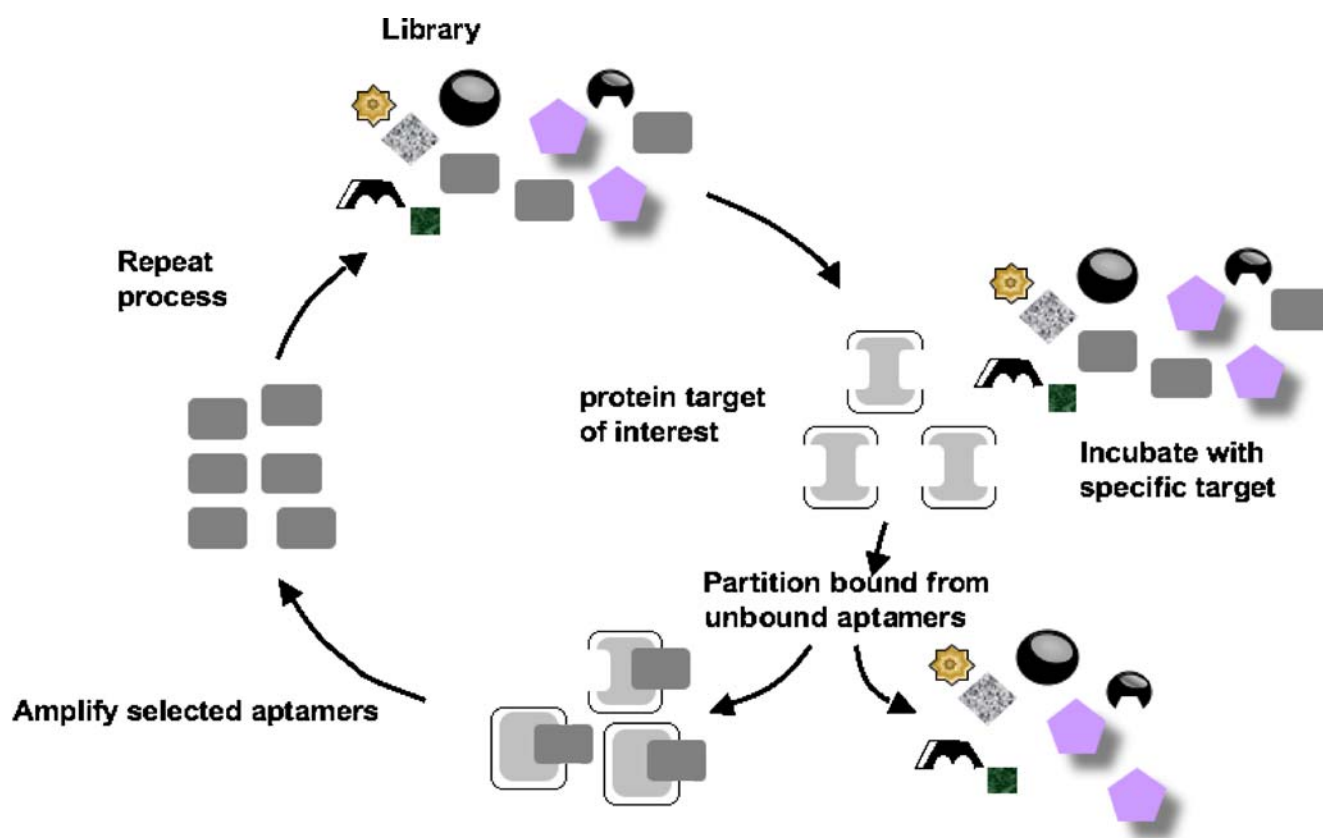 Library
Repeat
process
protein target
of interest
Incubate with
specific target
Partition bound from
unbound aptamers
Amplify selected aptamers